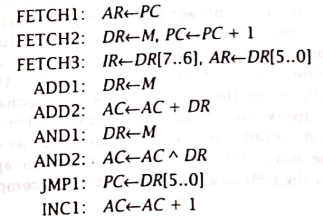 FETCH1: AR←PC
FETCH2: DR←M, PC←PC + 1
FETCH3: IR←DR[7..6], AR←DR[5..0]
ADD1: DR←M
ADD2: AC←AC + DR
AND1: DR←M
AND2: AC←AC ^ DR
JMP1: PC←DR[5..0]
INC1: AC←AC + 1